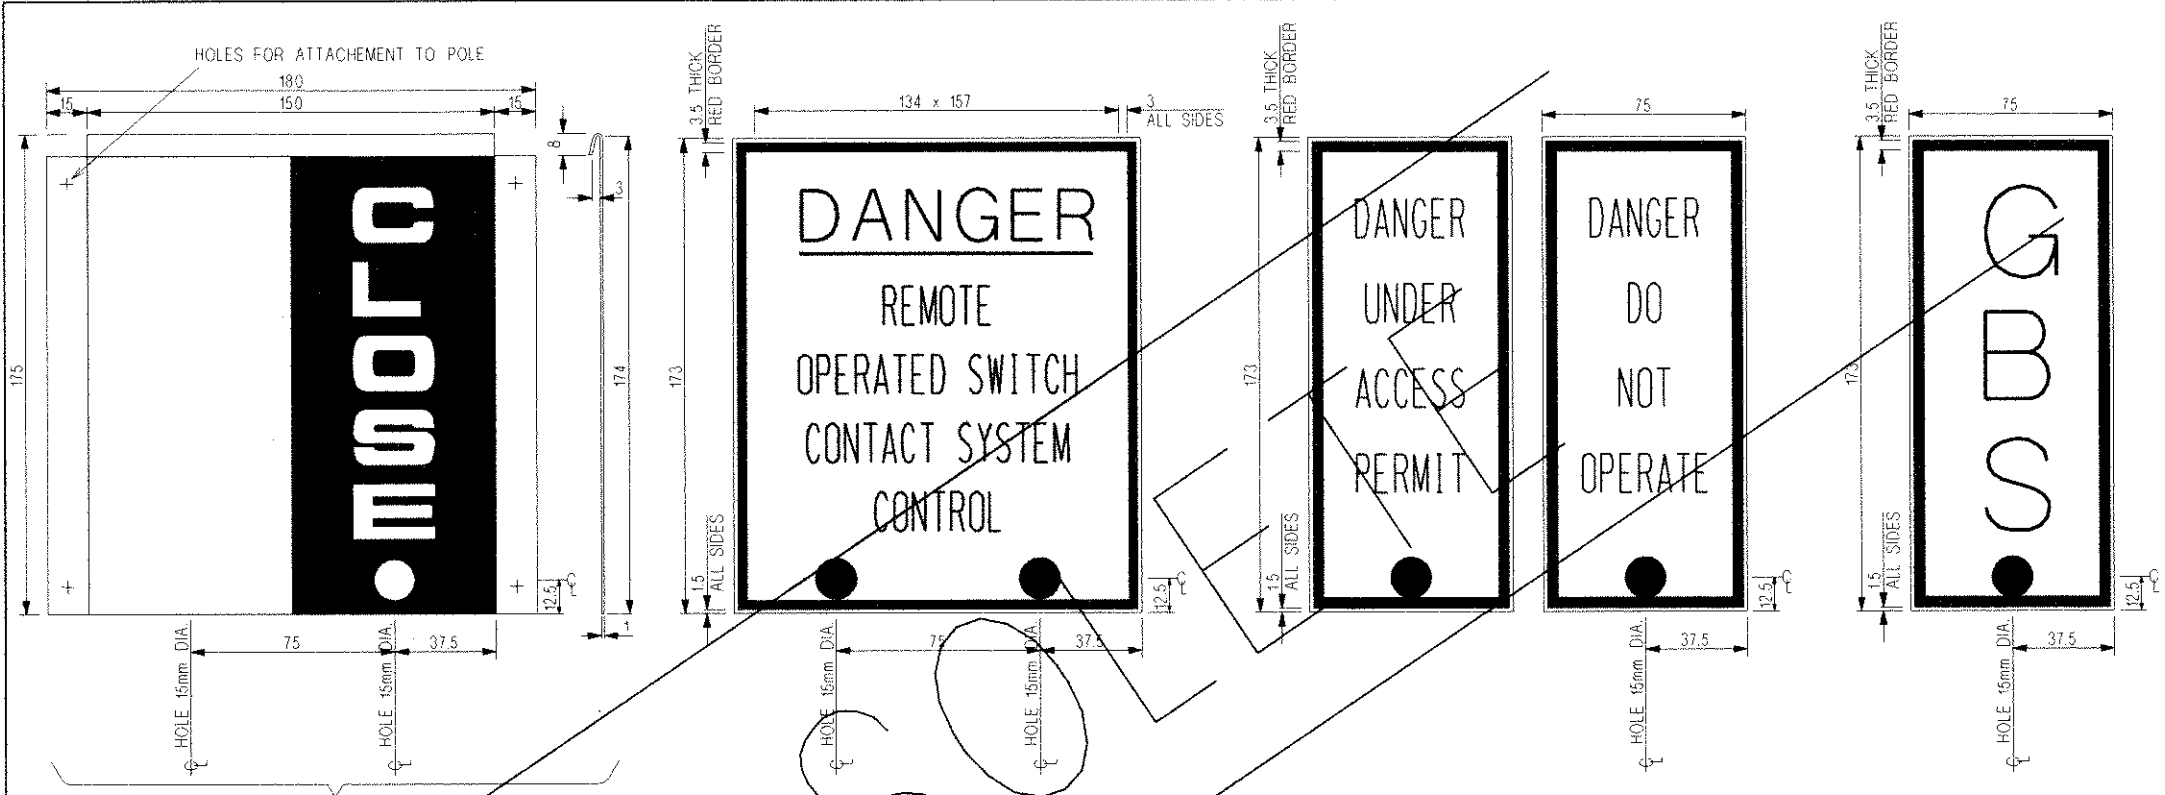 HOLES FOR ATTACHEMENT TO POLE
180
15
150
15
175
8
3
174
1
12.5
75
37.5
HOLE 15mm DIA.
HOLE 15mm DIA.
CLOSE
3.5 THICK
RED BORDER
134 x 157
3
ALL SIDES
173
DANGER
REMOTE
OPERATED SWITCH
CONTACT SYSTEM
CONTROL
1.5
ALL SIDES
12.5
75
37.5
HOLE 15mm DIA.
HOLE 15mm DIA.
3.5 THICK
RED BORDER
173
DANGER
UNDER
ACCESS
PERMIT
1.5
ALL SIDES
75
DANGER
DO
NOT
OPERATE
12.5
37.5
HOLE 15mm DIA.
3.5 THICK
RED BORDER
75
173
G
B
S
1.5
ALL SIDES
12.5
37.5
HOLE 15mm DIA.